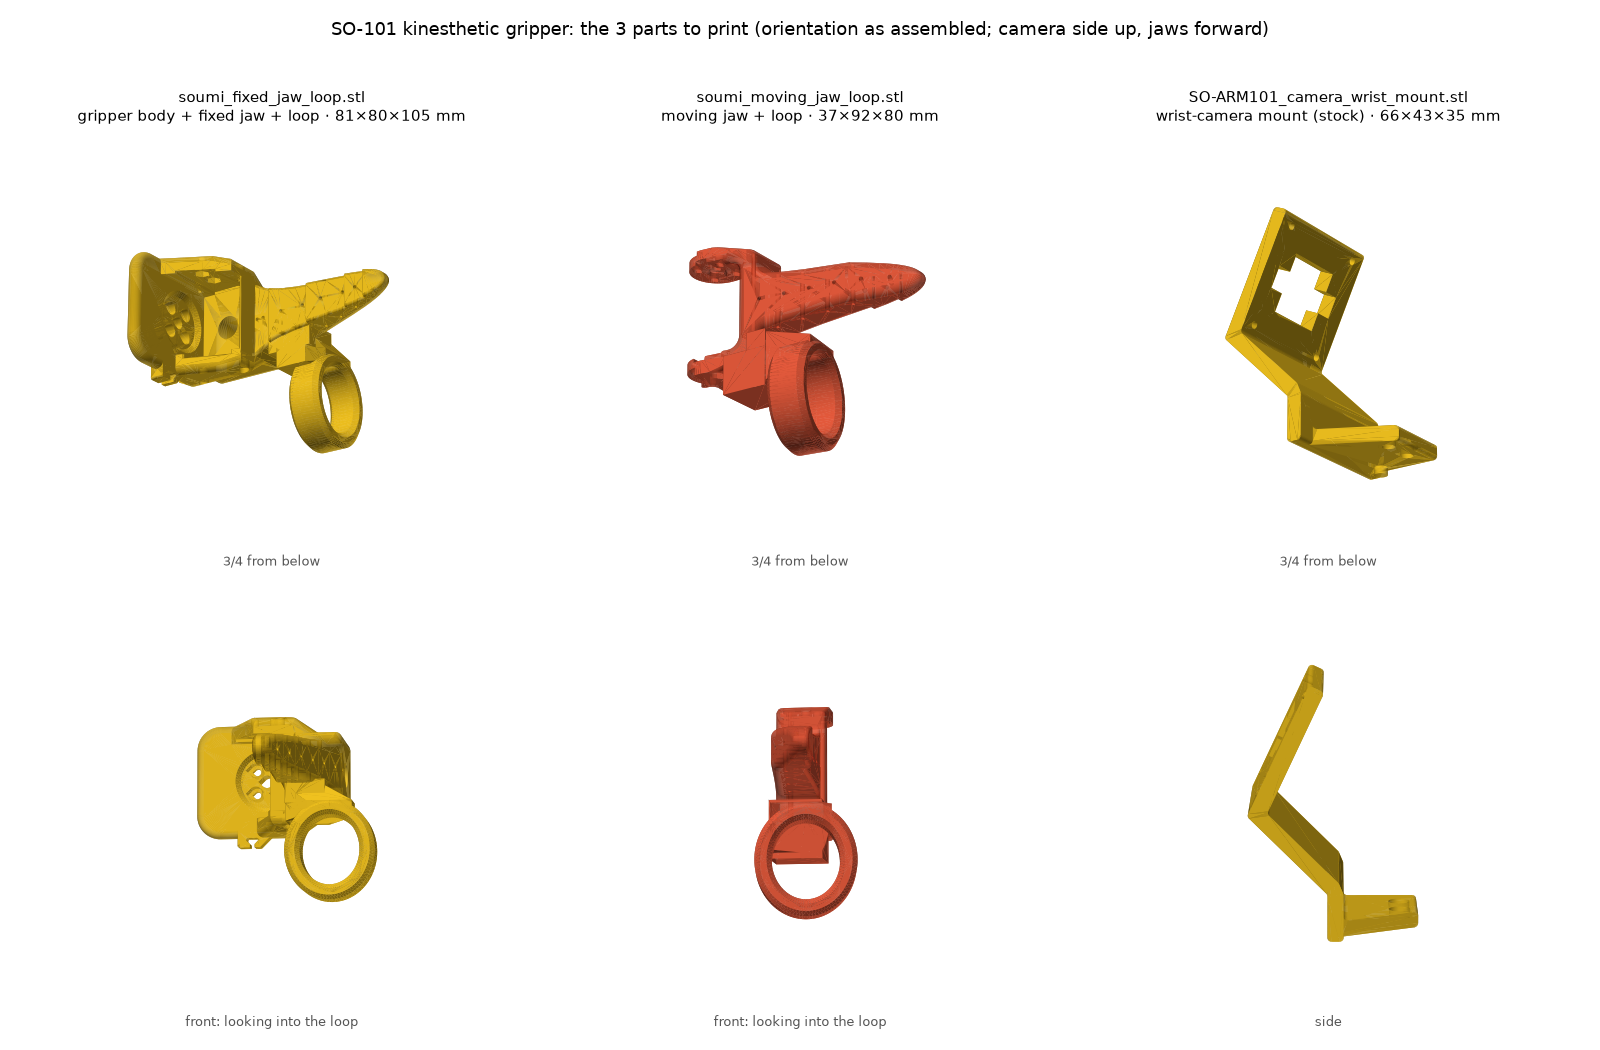 SO-101 kinesthetic gripper: the 3 parts to print (orientation as assembled; camera side up, jaws forward)
soumi_fixed_jaw_loop.stl
gripper body + fixed jaw + loop · 81×80×105 mm
soumi_moving_jaw_loop.stl
moving jaw + loop · 37×92×80 mm
SO-ARM101_camera_wrist_mount.stl
wrist-camera mount (stock) · 66×43×35 mm
3/4 from below
3/4 from below
3/4 from below
front: looking into the loop
front: looking into the loop
side